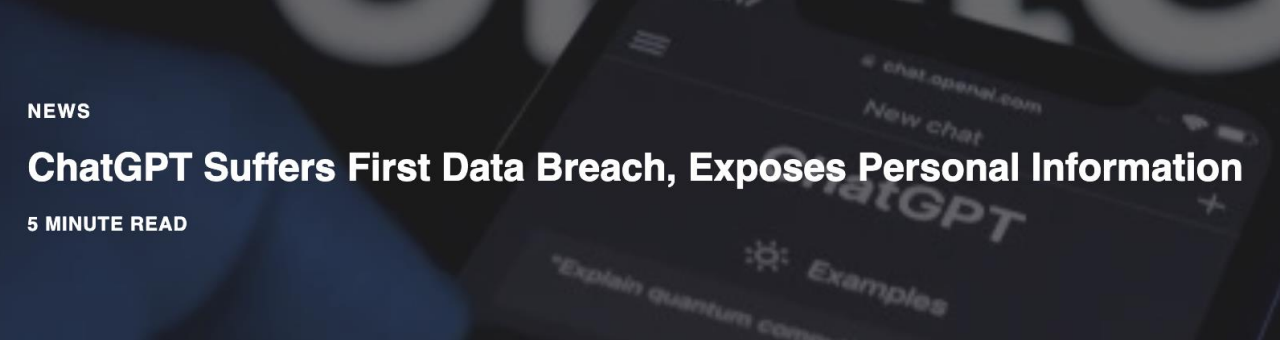 NEWS
ChatGPT Suffers First Data Breach, Exposes Personal Information
5 MINUTE READ
chat.openai.com
New chat
ChatGPT
+
Examples
"Explain quantum